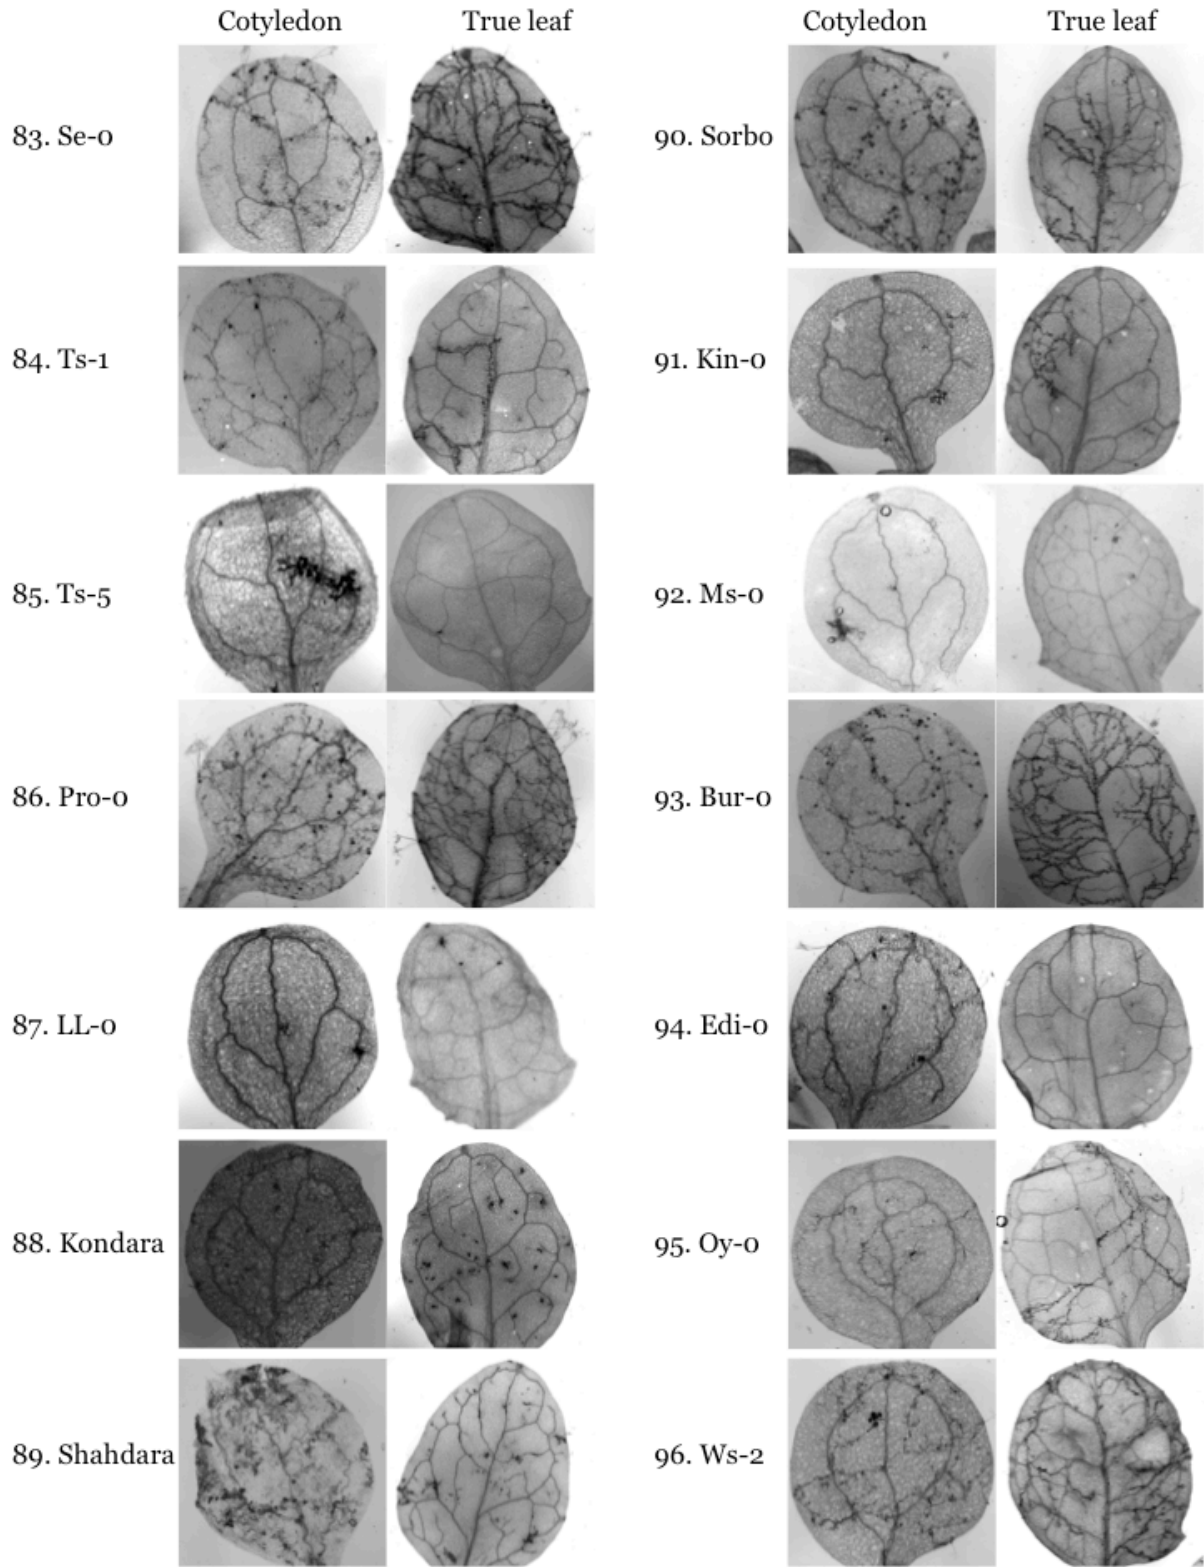 Cotyledon True leaf Cotyledon True leaf
83. Se-0 90. Sorbo
84. Ts-1 91. Kin-0
85. Ts-5 92. Ms-0
86. Pro-0 93. Bur-0
87. LL-0 94. Edi-0
88. Kondara 95. Oy-0
89. Shahdara 96. Ws-2